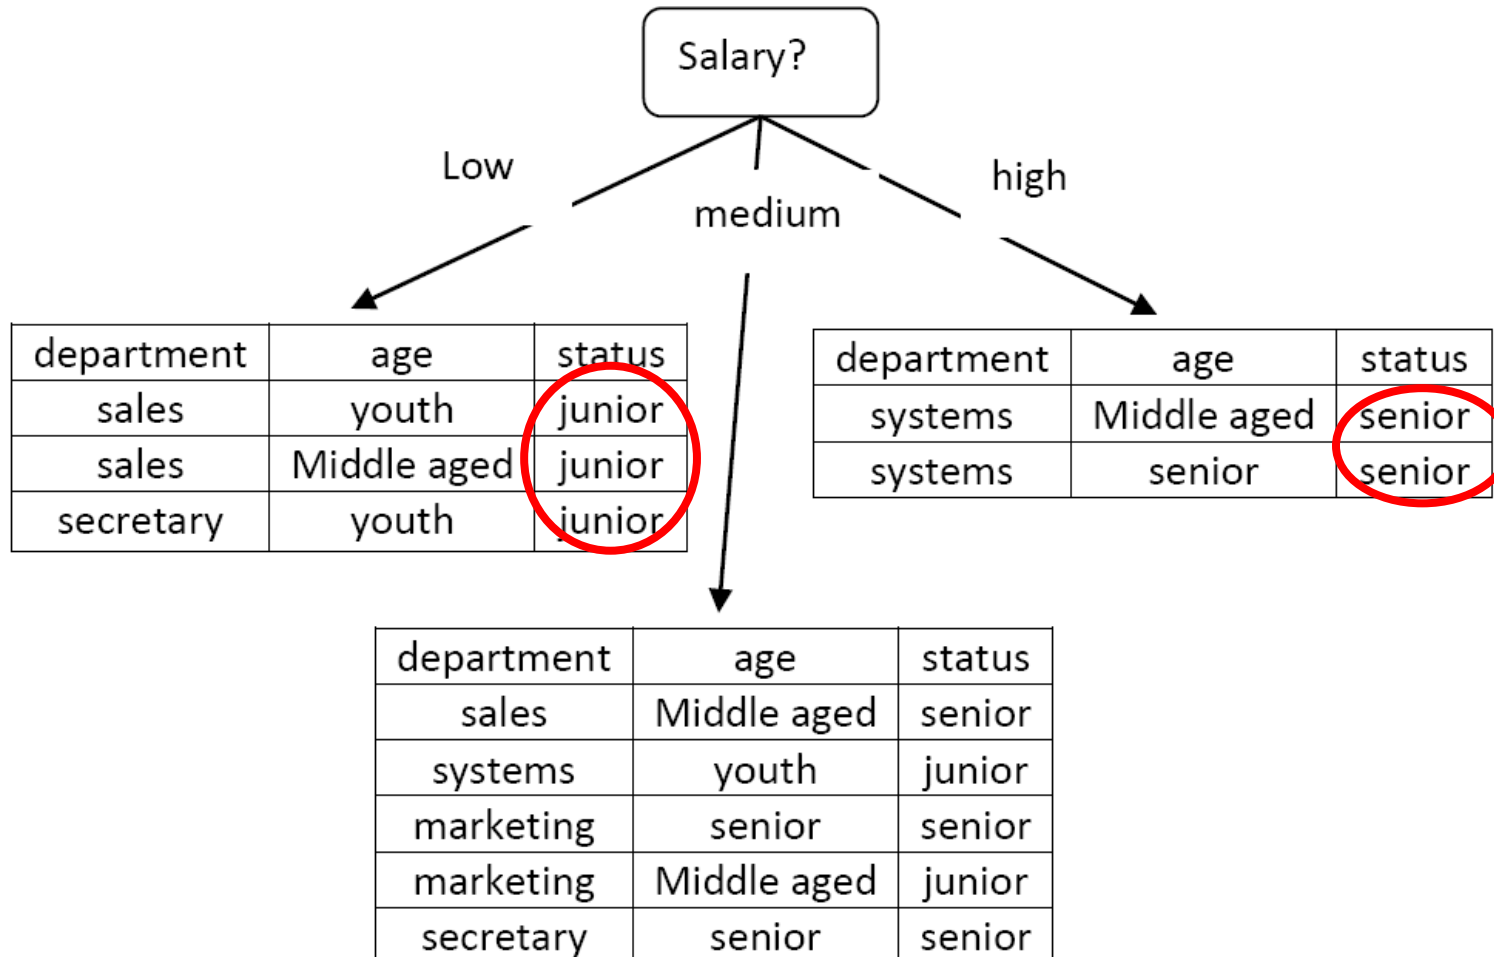 Salary?
Low
medium
high
department age status
sales youth junior
sales Middle aged junior
secretary youth junior
department age status
systems Middle aged senior
systems senior senior
department age status
sales Middle aged senior
systems youth junior
marketing senior senior
marketing Middle aged junior
secretary senior senior